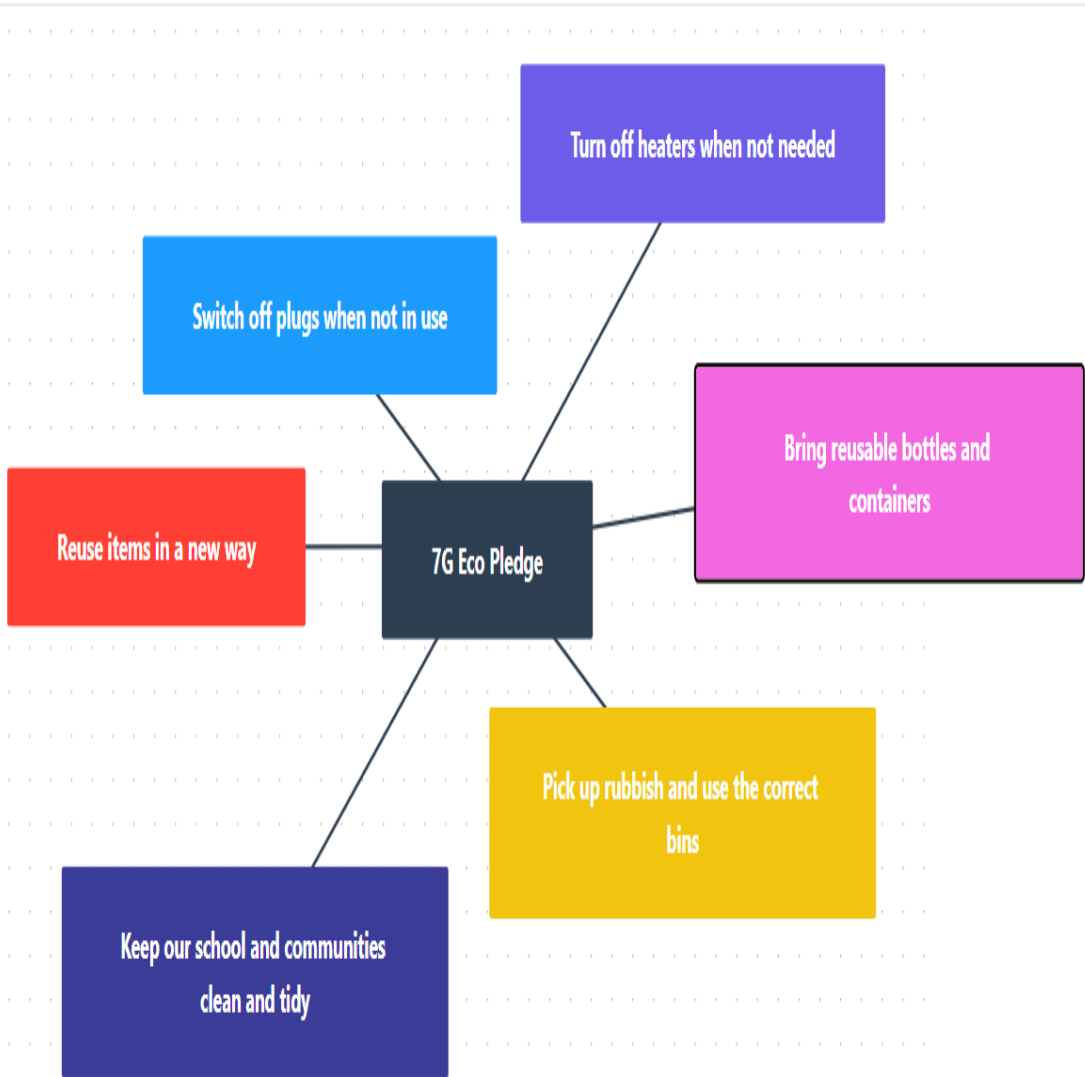 Turn off heaters when not needed
Switch off plugs when not in use
Bring reusable bottles and
containers
Reuse items in a new way
7G Eco Pledge
Pick up rubbish and use the correct
bins
Keep our school and communities
clean and tidy